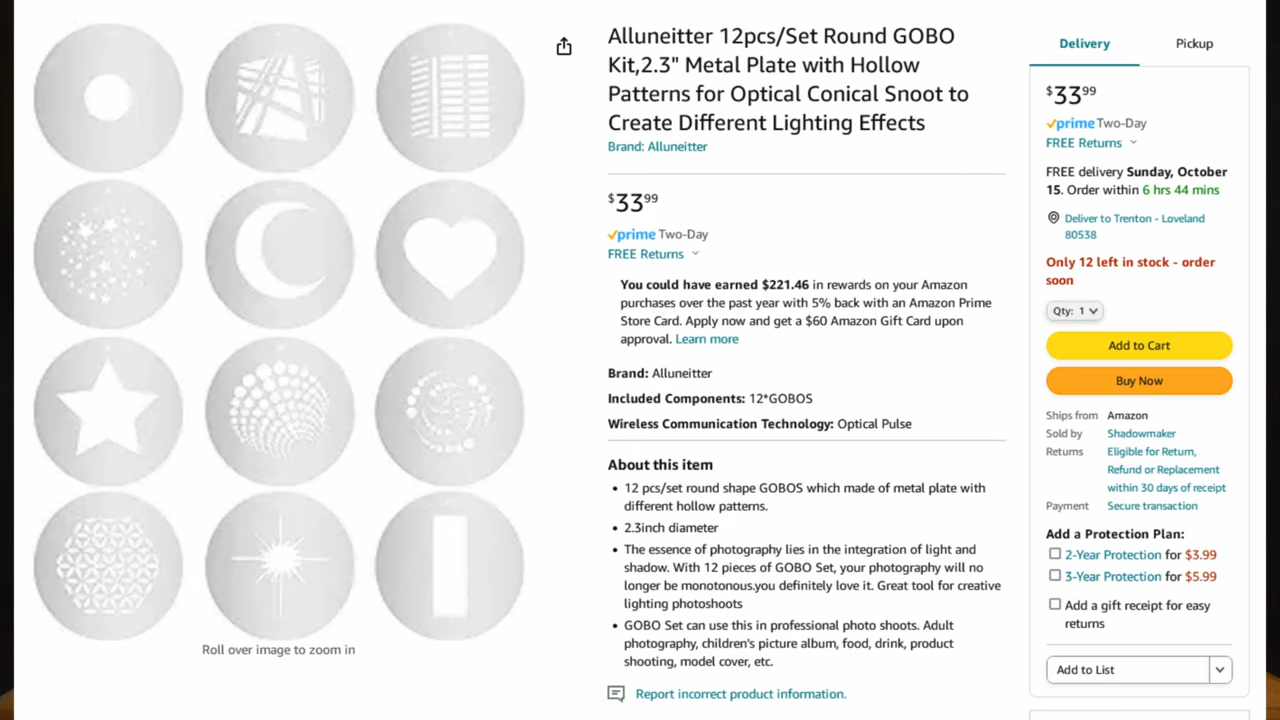 Roll over image to zoom in
Alluneitter 12pcs/Set Round GOBO
Kit,2.3" Metal Plate with Hollow
Patterns for Optical Conical Snoot to
Create Different Lighting Effects
Brand: Alluneitter
$33 99
prime Two-Day
FREE Returns
You could have earned $221.46 in rewards on your Amazon
purchases over the past year with 5% back with an Amazon Prime
Store Card. Apply now and get a $60 Amazon Gift Card upon
approval. Learn more
Brand: Alluneitter
Included Components: 12*GOBOS
Wireless Communication Technology: Optical Pulse
About this item
• 12 pcs/set round shape GOBOS which made of metal plate with
different hollow patterns.
• 2.3inch diameter
• The essence of photography lies in the integration of light and
shadow. With 12 pieces of GOBO Set, your photography will no
longer be monotonous.you definitely love it. Great tool for creative
lighting photoshoots
• GOBO Set can use this in professional photo shoots. Adult
photography, children's picture album, food, drink, product
shooting, model cover, etc.
Report incorrect product information.
Delivery Pickup
$33 99
prime Two-Day
FREE Returns
FREE delivery Sunday, October
15. Order within 6 hrs 44 mins
Deliver to Trenton - Loveland
80538
Only 12 left in stock - order
soon
Qty: 1
Add to Cart
Buy Now
Ships from Amazon
Sold by Shadowmaker
Returns Eligible for Return,
Refund or Replacement
within 30 days of receipt
Payment Secure transaction
Add a Protection Plan:
2-Year Protection for $3.99
3-Year Protection for $5.99
Add a gift receipt for easy
returns
Add to List